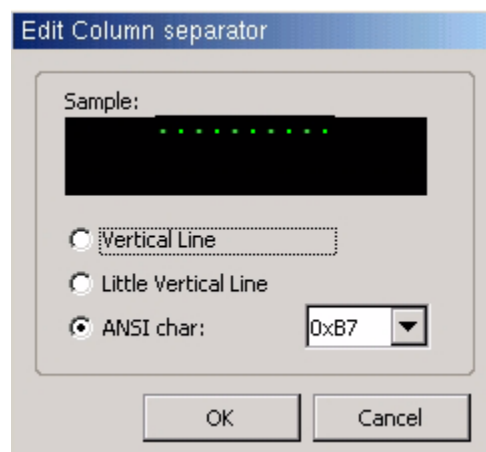 Edit Column separator
Sample:
. . . . . . . . . .
Vertical Line
Little Vertical Line
ANSI char: 0xB7
OK Cancel